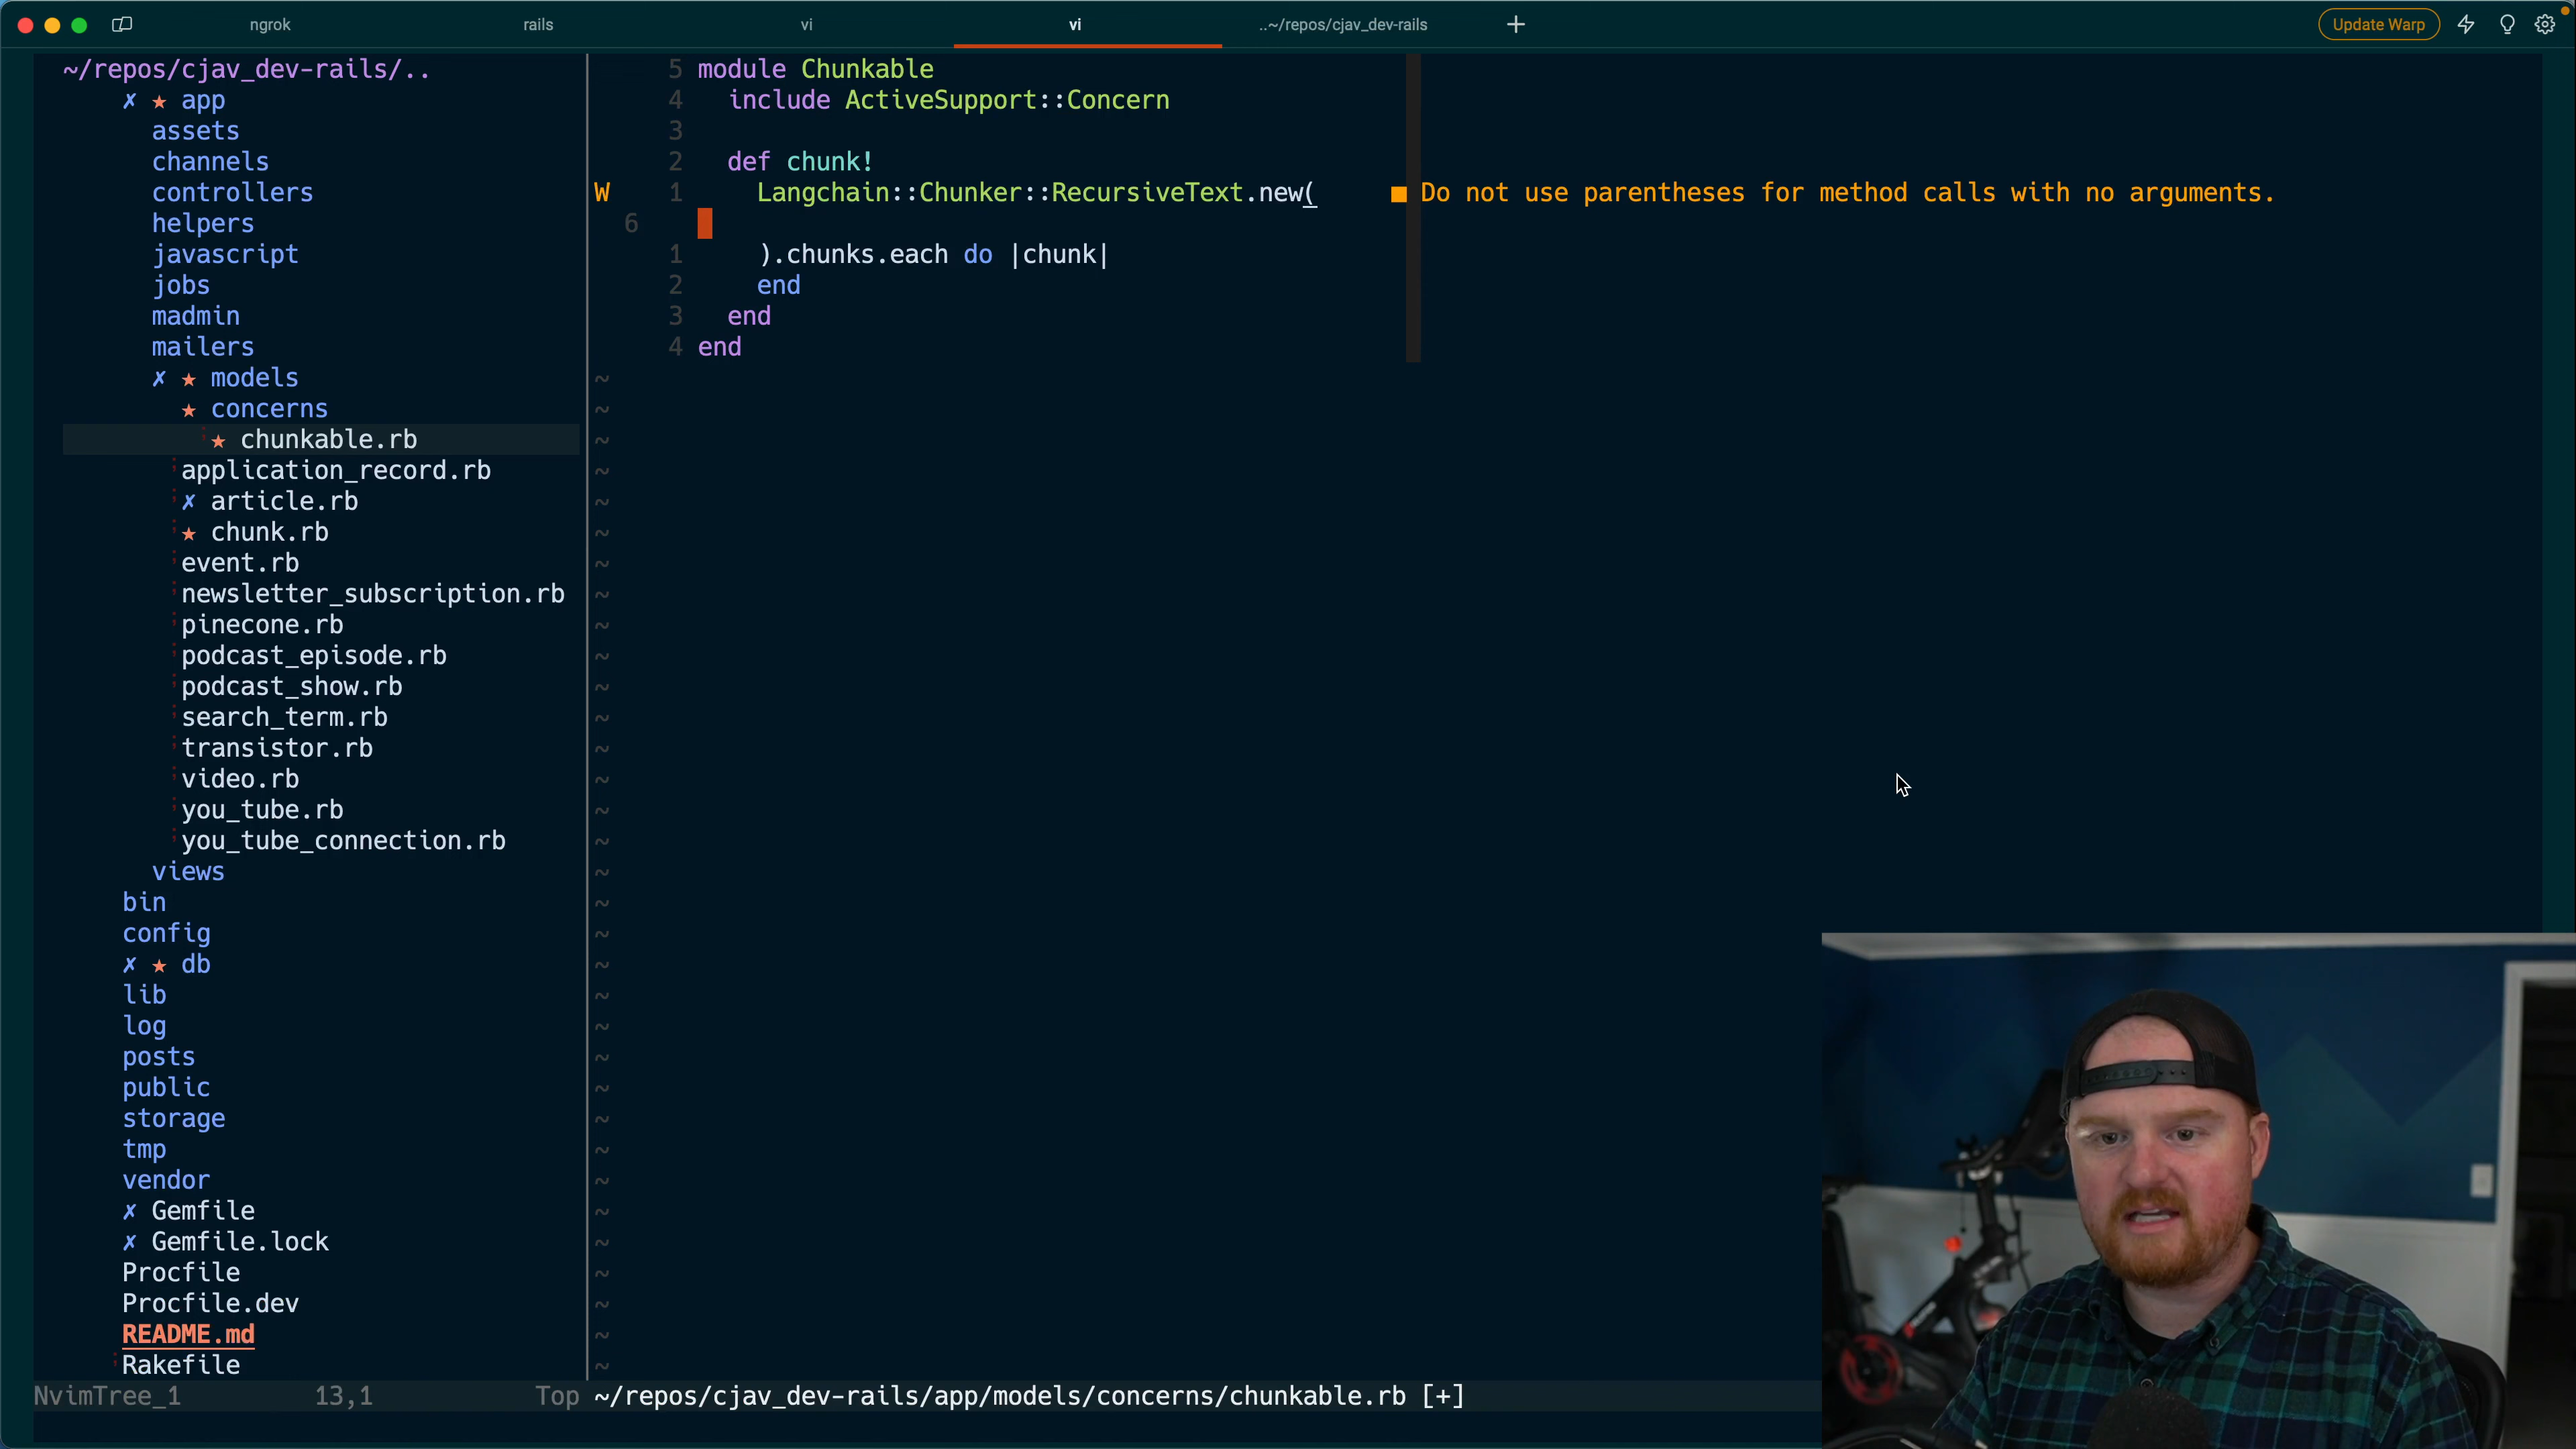 ngrok rails vi vi ..~/repos/cjav_dev-rails + Update Warp
~/repos/cjav_dev-rails/..
✗ ★ app
assets
channels
controllers
helpers
javascript
jobs
madmin
mailers
✗ ★ models
★ concerns
★ chunkable.rb
application_record.rb
✗ article.rb
★ chunk.rb
event.rb
newsletter_subscription.rb
pinecone.rb
podcast_episode.rb
podcast_show.rb
search_term.rb
transistor.rb
video.rb
you_tube.rb
you_tube_connection.rb
views
bin
config
✗ ★ db
lib
log
posts
public
storage
tmp
vendor
✗ Gemfile
✗ Gemfile.lock
Procfile
Procfile.dev
README.md
Rakefile
NvimTree_1 13,1 Top
5 module Chunkable
4 include ActiveSupport::Concern
3
2 def chunk!
W 1 Langchain::Chunker::RecursiveText.new( ■ Do not use parentheses for method calls with no arguments.
6
1 ).chunks.each do |chunk|
2 end
3 end
4 end
~/repos/cjav_dev-rails/app/models/concerns/chunkable.rb [+]